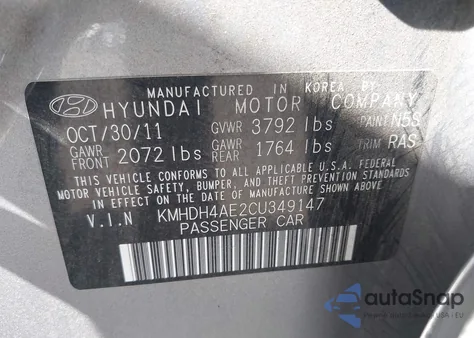 MANUFACTURED IN KOREA BY
HYUNDAI MOTOR COMPANY
OCT/30/11 GVWR 3792 lbs PAINT N5S
GAWR FRONT 2072 lbs GAWR REAR 1764 lbs TRIM RAS
THIS VEHICLE CONFORMS TO ALL APPLICABLE U.S.A. FEDERAL
MOTOR VEHICLE SAFETY, BUMPER, AND THEFT PREVENTION STANDARDS
IN EFFECT ON THE DATE OF MANUFACTURE SHOWN ABOVE.
V.I.N KMHDH4AE2CU349147
PASSENGER CAR
autaSnap